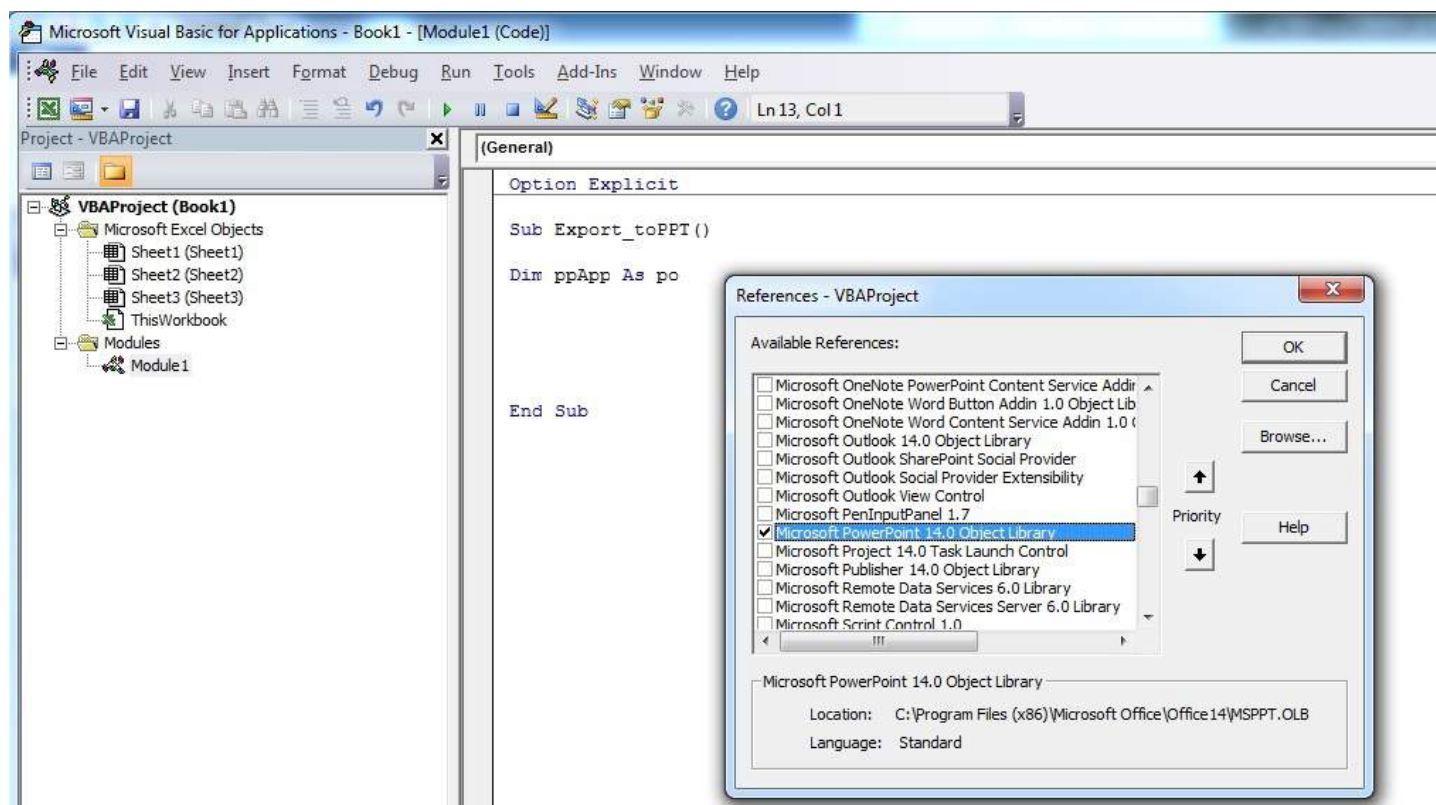 Microsoft Visual Basic for Applications - Book1 - [Module1 (Code)]
File Edit View Insert Format Debug Run Tools Add-Ins Window Help
Ln 13, Col 1
Project - VBAProject
(General)
VBAProject (Book1)
Microsoft Excel Objects
Sheet1 (Sheet1)
Sheet2 (Sheet2)
Sheet3 (Sheet3)
ThisWorkbook
Modules
Module1
Option Explicit
Sub Export_toPPT()
Dim ppApp As po
End Sub
References - VBAProject
Available References:
Microsoft OneNote PowerPoint Content Service Addir
Microsoft OneNote Word Button Addin 1.0 Object Lib
Microsoft OneNote Word Content Service Addin 1.0 (
Microsoft Outlook 14.0 Object Library
Microsoft Outlook SharePoint Social Provider
Microsoft Outlook Social Provider Extensibility
Microsoft Outlook View Control
Microsoft PenInputPanel 1.7
Microsoft PowerPoint 14.0 Object Library
Microsoft Project 14.0 Task Launch Control
Microsoft Publisher 14.0 Object Library
Microsoft Remote Data Services 6.0 Library
Microsoft Remote Data Services Server 6.0 Library
Microsoft Script Control 1.0
OK
Cancel
Browse...
Priority
Help
Microsoft PowerPoint 14.0 Object Library
Location: C:\Program Files (x86)\Microsoft Office\Office14\MSPPT.OLB
Language: Standard